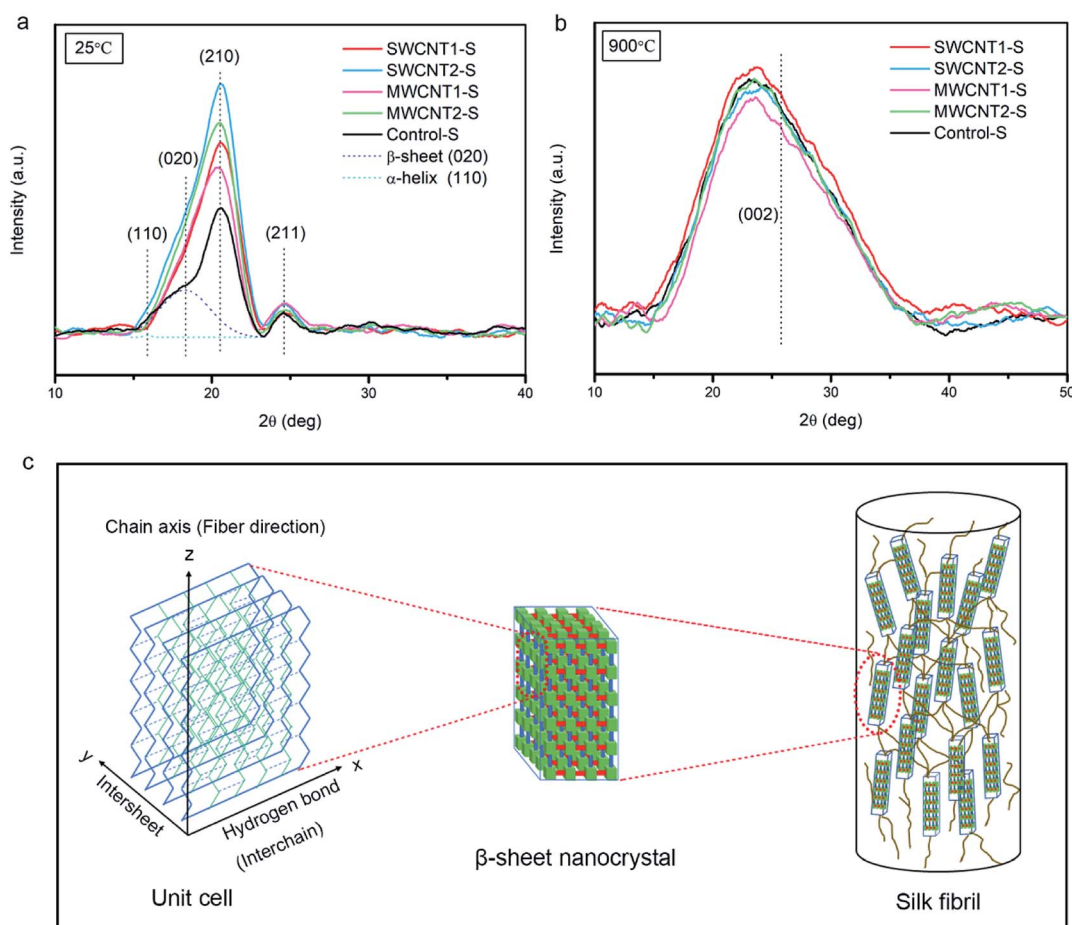 a
25℃
(210)
SWCNT1-S
SWCNT2-S
MWCNT1-S
MWCNT2-S
Control-S
β-sheet (020)
α-helix (110)
(020)
(110)
(211)
Intensity (a.u.)
10
20
30
40
2θ (deg)
b
900℃
SWCNT1-S
SWCNT2-S
MWCNT1-S
MWCNT2-S
Control-S
(002)
Intensity (a.u.)
10
20
30
40
50
2θ (deg)
c
Chain axis (Fiber direction)
z
y
x
Intersheet
Hydrogen bond
(Interchain)
Unit cell
β-sheet nanocrystal
Silk fibril